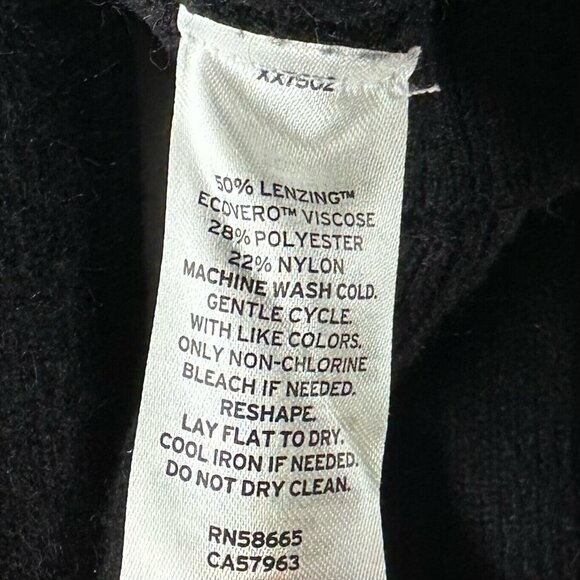 50% LENZING™
ECOVERO™ VISCOSE
28% POLYESTER
22% NYLON
MACHINE WASH COLD.
GENTLE CYCLE.
WITH LIKE COLORS.
ONLY NON-CHLORINE
BLEACH IF NEEDED.
RESHAPE.
LAY FLAT TO DRY.
COOL IRON IF NEEDED.
DO NOT DRY CLEAN.
RN58665
CA57963